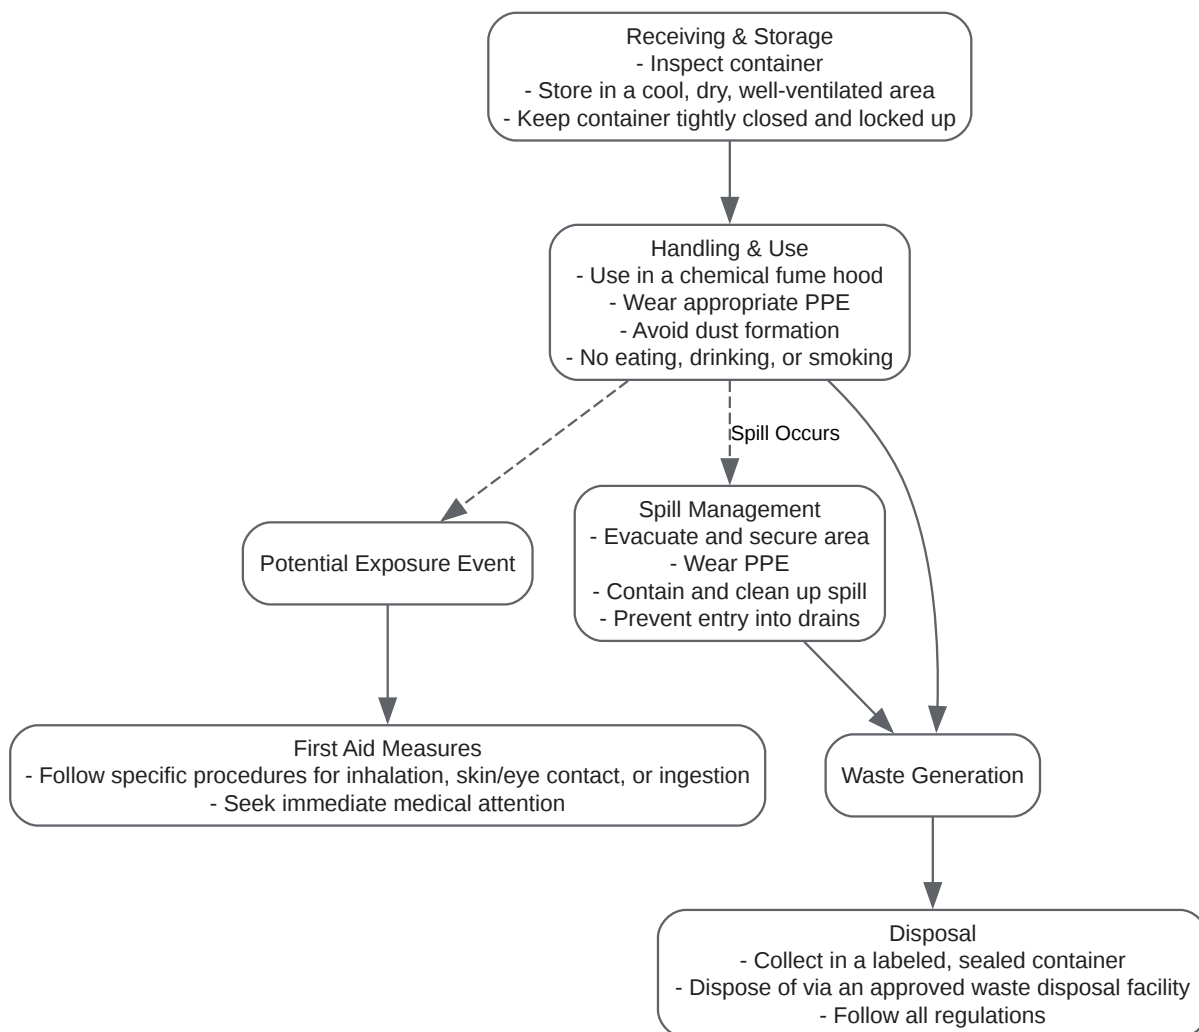 Receiving & Storage
- Inspect container
- Store in a cool, dry, well-ventilated area
- Keep container tightly closed and locked up
Handling & Use
- Use in a chemical fume hood
- Wear appropriate PPE
- Avoid dust formation
- No eating, drinking, or smoking
Spill Occurs
Spill Management
- Evacuate and secure area
- Wear PPE
- Contain and clean up spill
- Prevent entry into drains
Potential Exposure Event
First Aid Measures
- Follow specific procedures for inhalation, skin/eye contact, or ingestion
- Seek immediate medical attention
Waste Generation
Disposal
- Collect in a labeled, sealed container
- Dispose of via an approved waste disposal facility
- Follow all regulations